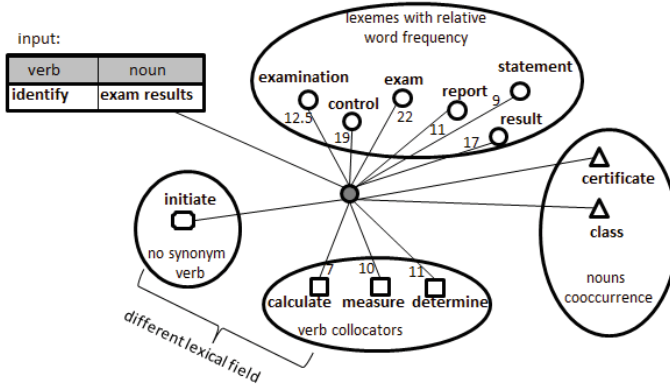 input:
verb noun
identify exam results
lexemes with relative
word frequency
examination
12.5
control
19
exam
22
report
11
statement
9
result
17
certificate
class
nouns
cooccurrence
initiate
no synonym
verb
7 10 11
calculate measure determine
verb collocators
different lexical field